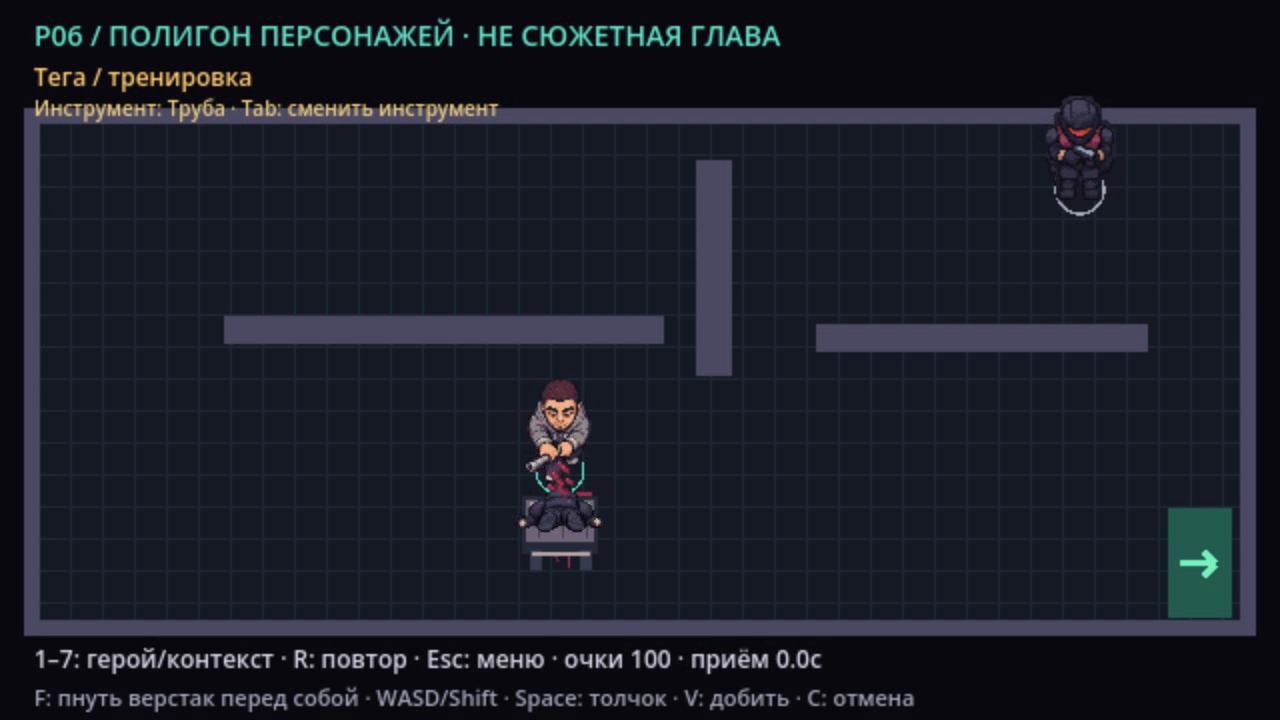 P06 / ПОЛИГОН ПЕРСОНАЖЕЙ · НЕ СЮЖЕТНАЯ ГЛАВА
Тега / тренировка
Инструмент: Труба · Tab: сменить инструмент
1–7: герой/контекст · R: повтор · Esc: меню · очки 100 · приём 0.0с
F: пнуть верстак перед собой · WASD/Shift · Space: толчок · V: добить · C: отмена